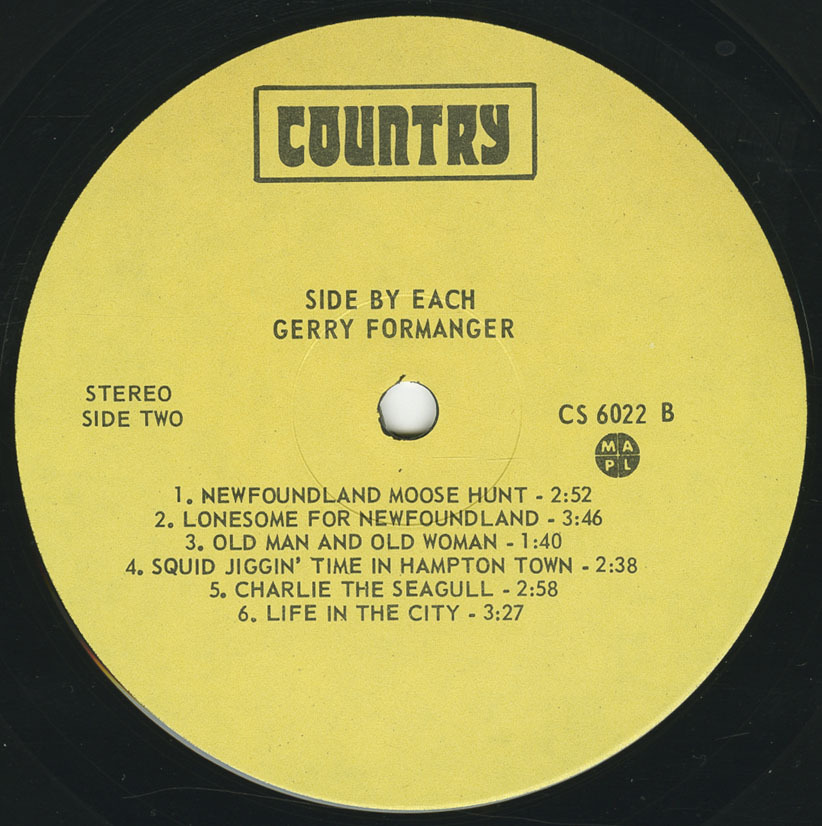 COUNTRY
SIDE BY EACH
GERRY FORMANGER
STEREO
SIDE TWO
CS 6022 B
M A
P L
1. NEWFOUNDLAND MOOSE HUNT - 2:52
2. LONESOME FOR NEWFOUNDLAND - 3:46
3. OLD MAN AND OLD WOMAN - 1:40
4. SQUID JIGGIN' TIME IN HAMPTON TOWN - 2:38
5. CHARLIE THE SEAGULL - 2:58
6. LIFE IN THE CITY - 3:27